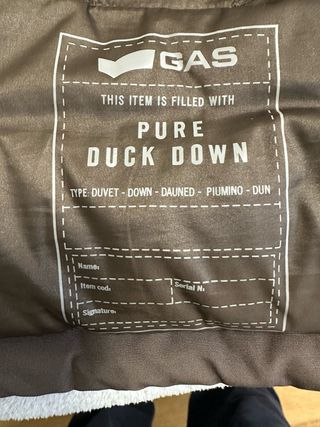 GAS
THIS ITEM IS FILLED WITH
PURE
DUCK DOWN
TYPE: DUVET - DOWN - DAUNED - PIUMINO - DUN
Name:
Item cod: Serial N:
Signature: